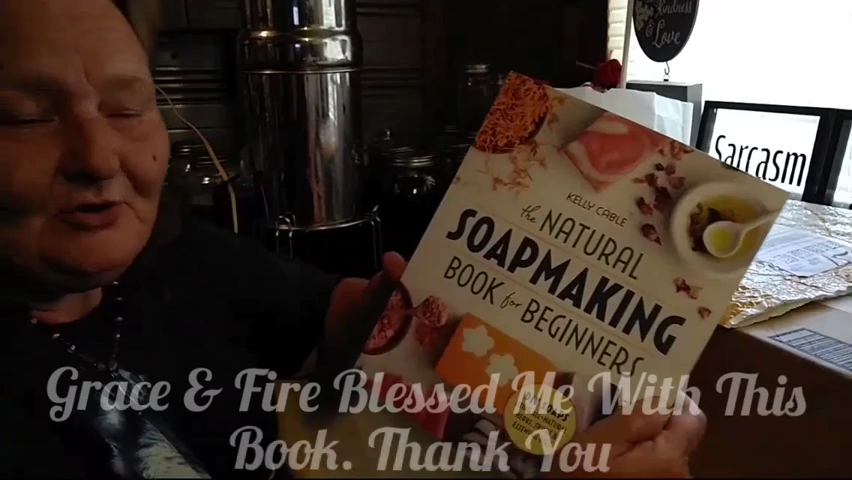 Kindness
& Love
Sarcasm
KELLY CABLE
the
NATURAL
SOAPMAKING
BOOK for
BEGINNERS
Grace & Fire Blessed Me With This
Book. Thank You